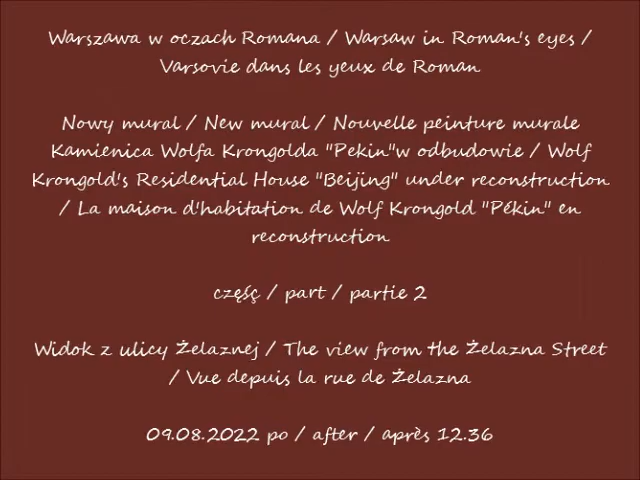 Warszawa w oczach Romana / Warsaw in Roman's eyes /
Varsovie dans les yeux de Roman
Nowy mural / New mural / Nouvelle peinture murale
Kamienica Wolfa Krongolda "Pekin"w odbudowie / Wolf
Krongold's Residential House "Beijing" under reconstruction
/ La maison d'habitation de Wolf Krongold "Pékin" en
reconstruction
częśç / part / partie 2
Widok z ulicy Żelaznej / The view from the Żelazna Street
/ Vue depuis la rue de Żelazna
09.08.2022 po / after / après 12.36